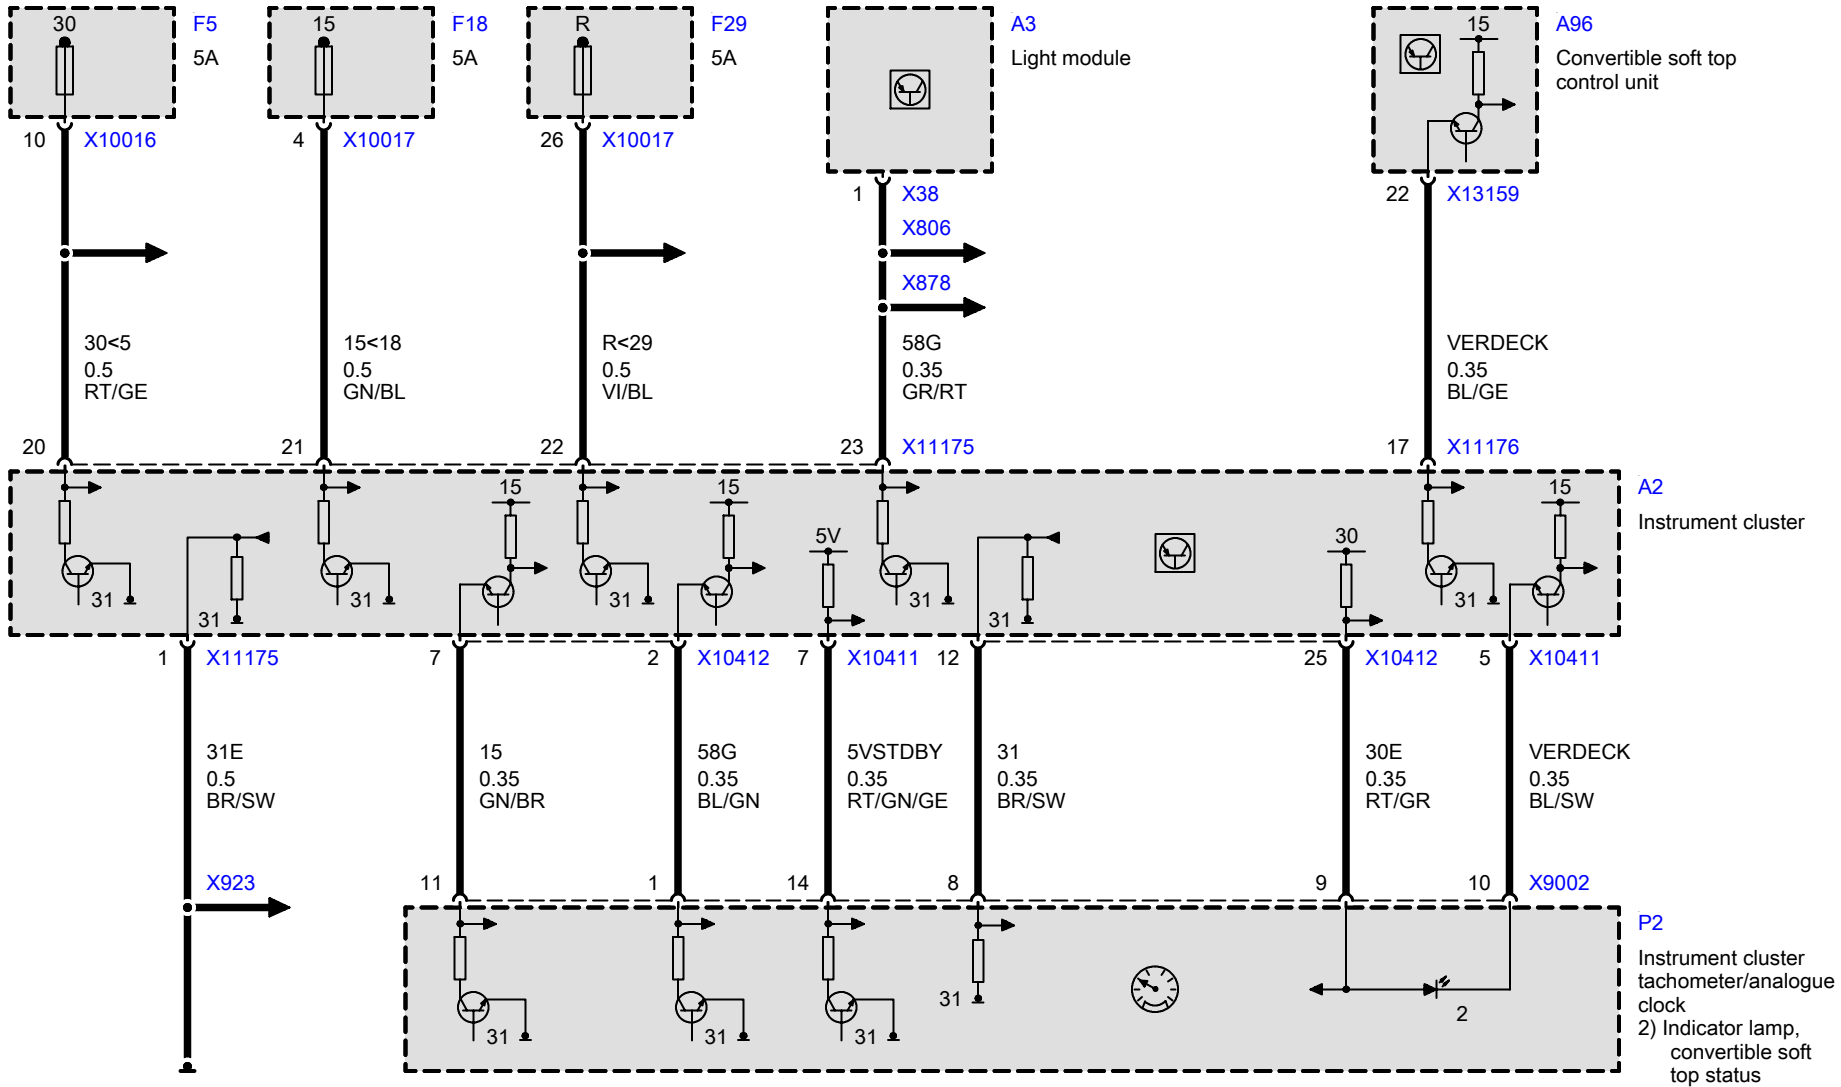 30
F5
5A
15
F18
5A
R
F29
5A
A3
Light module
15
A96
Convertible soft top
control unit
10 X10016
4 X10017
26 X10017
1 X38
X806
X878
22 X13159
30<5
0.5
RT/GE
15<18
0.5
GN/BL
R<29
0.5
VI/BL
58G
0.35
GR/RT
VERDECK
0.35
BL/GE
20
21
22
23 X11175
17 X11176
A2
Instrument cluster
31
31
31
15
31
15
5V
31
31
30
31
15
1 X11175
7
2 X10412
7 X10411
12
25 X10412
5 X10411
31E
0.5
BR/SW
15
0.35
GN/BR
58G
0.35
BL/GN
5VSTDBY
0.35
RT/GN/GE
31
0.35
BR/SW
30E
0.35
RT/GR
VERDECK
0.35
BL/SW
X923
11
1
14
8
9
10 X9002
31
31
31
31
2
P2
Instrument cluster
tachometer/analogue
clock
2) Indicator lamp,
convertible soft
top status